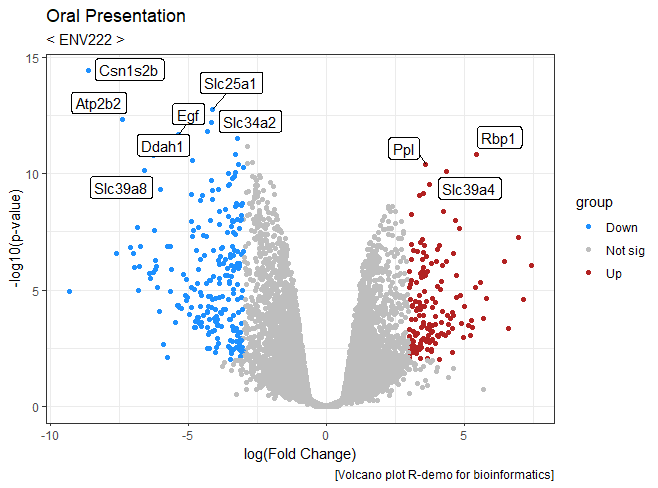 Oral Presentation
< ENV222 >
15
10
5
0
-log10(p-value)
Csn1s2b
Slc25a1
Atp2b2
Egf
Slc34a2
Ddah1
Slc39a8
Ppl
Rbp1
Slc39a4
group
Down
Not sig
Up
-10
-5
0
5
log(Fold Change)
[Volcano plot R-demo for bioinformatics]